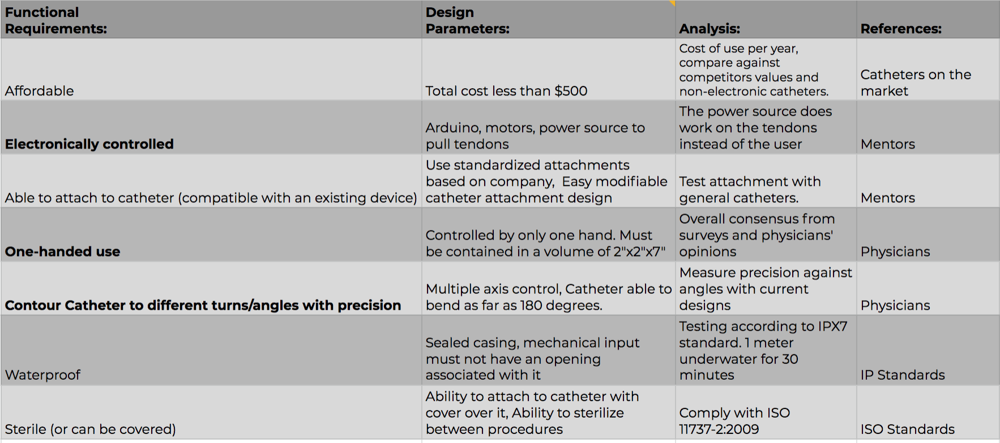 Functional
Requirements:
Design
Parameters:
Analysis:
References:
Affordable
Total cost less than $500
Cost of use per year,
compare against
competitors values and
non-electronic catheters.
Catheters on the
market
Electronically controlled
Arduino, motors, power source to
pull tendons
The power source does
work on the tendons
instead of the user
Mentors
Able to attach to catheter (compatible with an existing device)
Use standardized attachments
based on company,  Easy modifiable
catheter attachment design
Test attachment with
general catheters.
Mentors
One-handed use
Controlled by only one hand. Must
be contained in a volume of 2"x2"x7"
Overall consensus from
surveys and physicians'
opinions
Physicians
Contour Catheter to different turns/angles with precision
Multiple axis control, Catheter able to
bend as far as 180 degrees.
Measure precision against
angles with current
designs
Physicians
Waterproof
Sealed casing, mechanical input
must not have an opening
associated with it
Testing according to IPX7
standard. 1 meter
underwater for 30
minutes
IP Standards
Sterile (or can be covered)
Ability to attach to catheter with
cover over it, Ability to sterilize
between procedures
Comply with ISO
11737-2:2009
ISO Standards